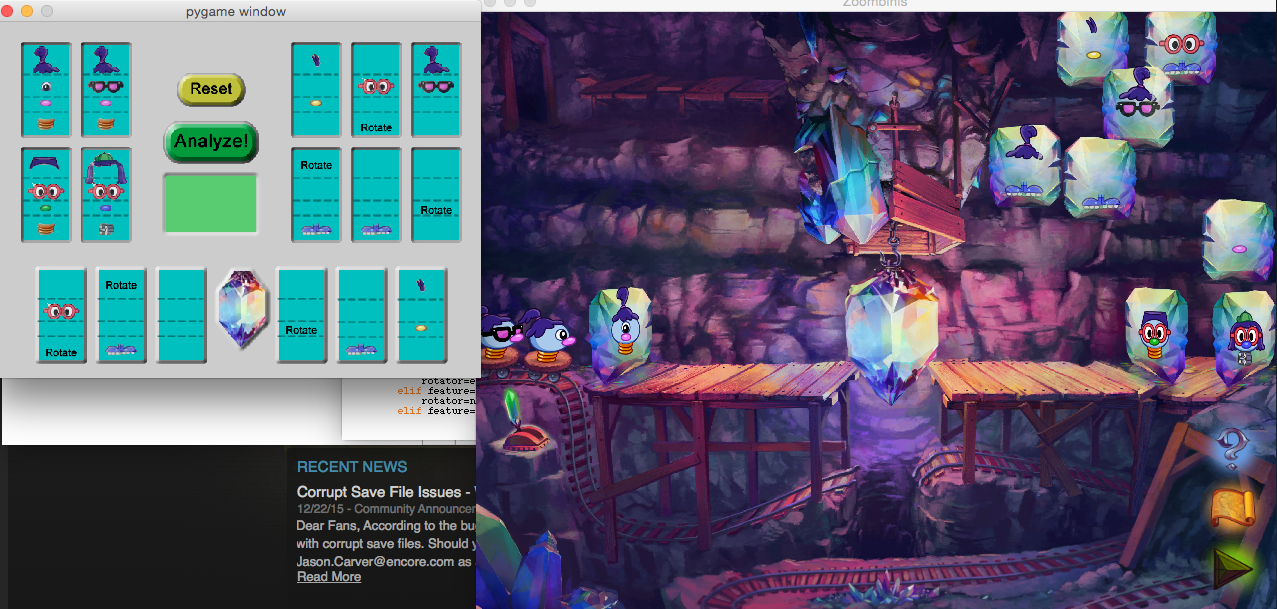 pygame window
Zoombinis
Reset
Analyze!
Rotate
Rotate
Rotate
Rotate
Rotate
Rotate
rotator=e
elif feature=
rotator=n
elif feature=
RECENT NEWS
Corrupt Save File Issues -
12/22/15 - Community Announcer
Dear Fans, According to the bu
with corrupt save files. Should y
Jason.Carver@encore.com as
Read More